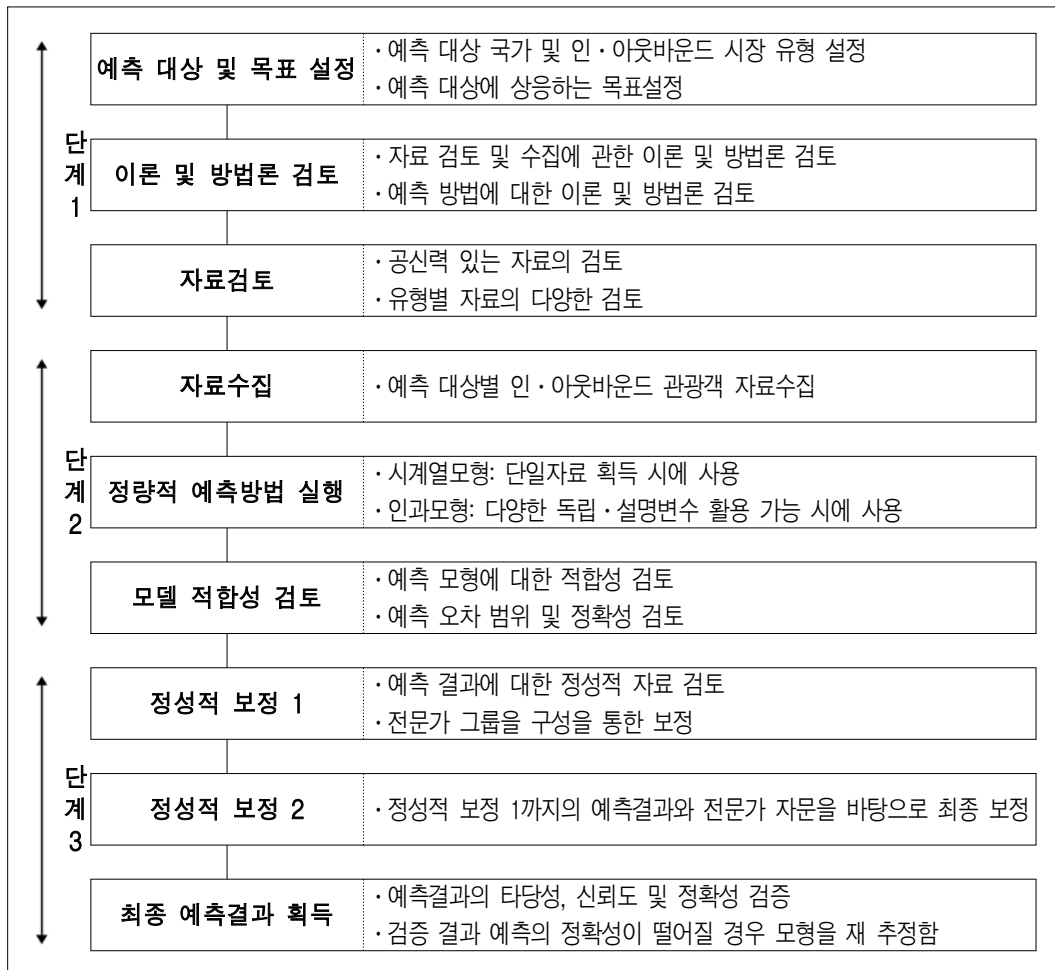 단계 1
예측 대상 및 목표 설정
· 예측 대상 국가 및 인 · 아웃바운드 시장 유형 설정
· 예측 대상에 상응하는 목표설정
이론 및 방법론 검토
· 자료 검토 및 수집에 관한 이론 및 방법론 검토
· 예측 방법에 대한 이론 및 방법론 검토
자료검토
· 공신력 있는 자료의 검토
· 유형별 자료의 다양한 검토
단계 2
자료수집
· 예측 대상별 인 · 아웃바운드 관광객 자료수집
정량적 예측방법 실행
· 시계열모형: 단일자료 획득 시에 사용
· 인과모형: 다양한 독립 · 설명변수 활용 가능 시에 사용
모델 적합성 검토
· 예측 모형에 대한 적합성 검토
· 예측 오차 범위 및 정확성 검토
단계 3
정성적 보정 1
· 예측 결과에 대한 정성적 자료 검토
· 전문가 그룹을 구성을 통한 보정
정성적 보정 2
· 정성적 보정 1까지의 예측결과와 전문가 자문을 바탕으로 최종 보정
최종 예측결과 획득
· 예측결과의 타당성, 신뢰도 및 정확성 검증
· 검증 결과 예측의 정확성이 떨어질 경우 모형을 재 추정함